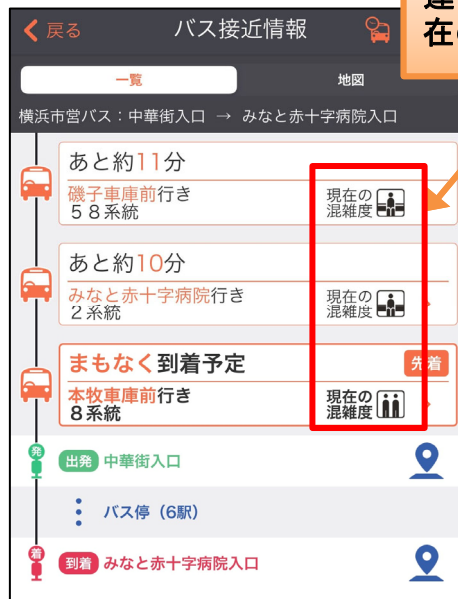 戻る
バス接近情報
在の
一覧
地図
横浜市営バス：中華街入口 → みなと赤十字病院入口
あと約11分
磯子車庫前行き
58系統
現在の
混雑度
あと約10分
みなと赤十字病院行き
2系統
現在の
混雑度
まもなく到着予定
先着
本牧車庫前行き
8系統
現在の
混雑度
発
出発 中華街入口
バス停（6駅）
着
到着 みなと赤十字病院入口